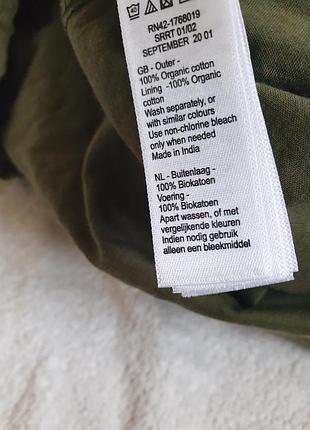 RN42-1768019
SRRT 01/02
SEPTEMBER 20 01
GB - Outer -
100% Organic cotton
Lining -100% Organic
cotton
Wash separately, or
with similar colours
Use non-chlorine bleach
only when needed
Made in India
NL - Buitenlaag -
100% Biokatoen
Voering -
100% Biokatoen
Apart wassen, of met
vergelijkende kleuren
Indien nodig gebruik
alleen een bleekmiddel